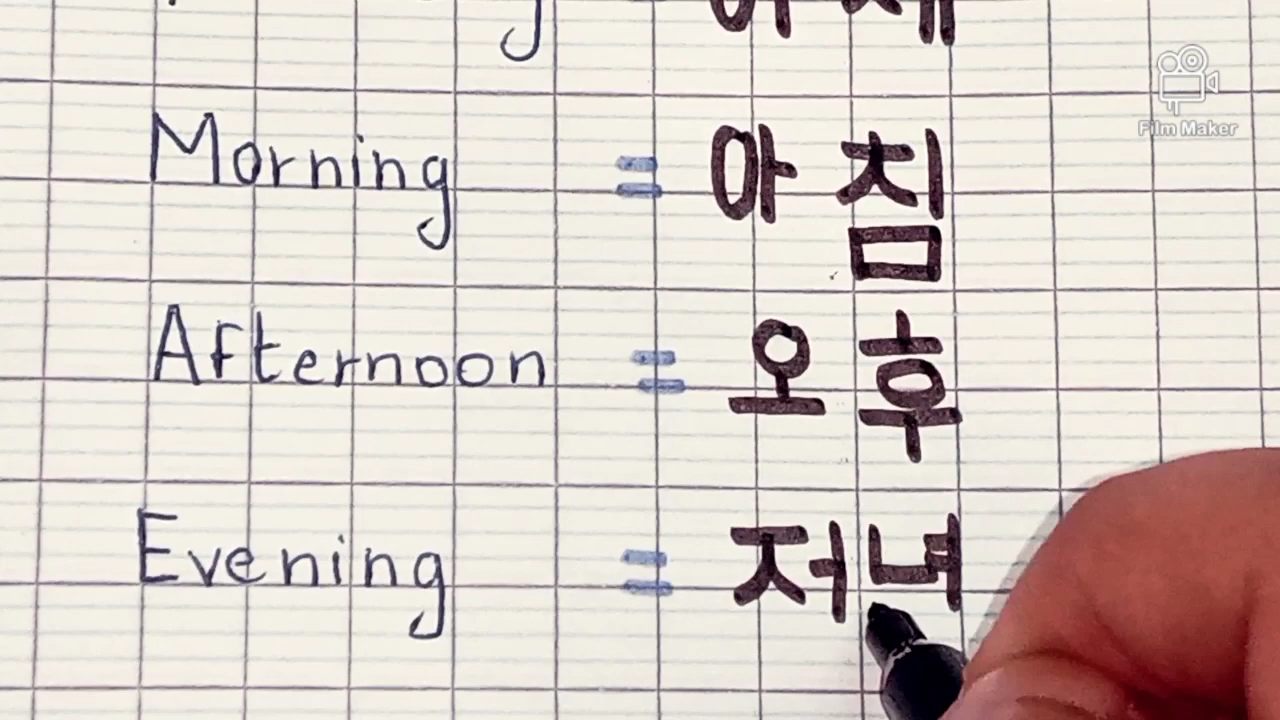 Film Maker
Morning = 아침
Afternoon = 오후
Evening = 저녀